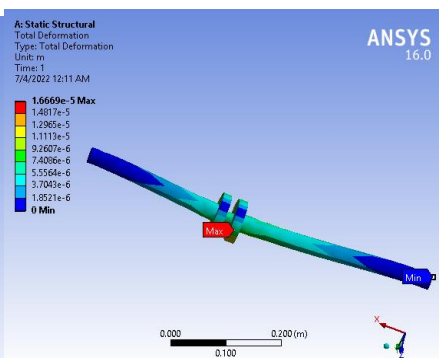 A: Static Structural
Total Deformation
Type: Total Deformation
Unit: m
Time: 1
7/4/2022 12:11 AM
ANSYS
16.0
1.6669e-5 Max
1.4817e-5
1.2965e-5
1.1113e-5
9.2607e-6
7.4086e-6
5.5564e-6
3.7043e-6
1.8521e-6
0 Min
Max
Min
0.000
0.200 (m)
0.100
X